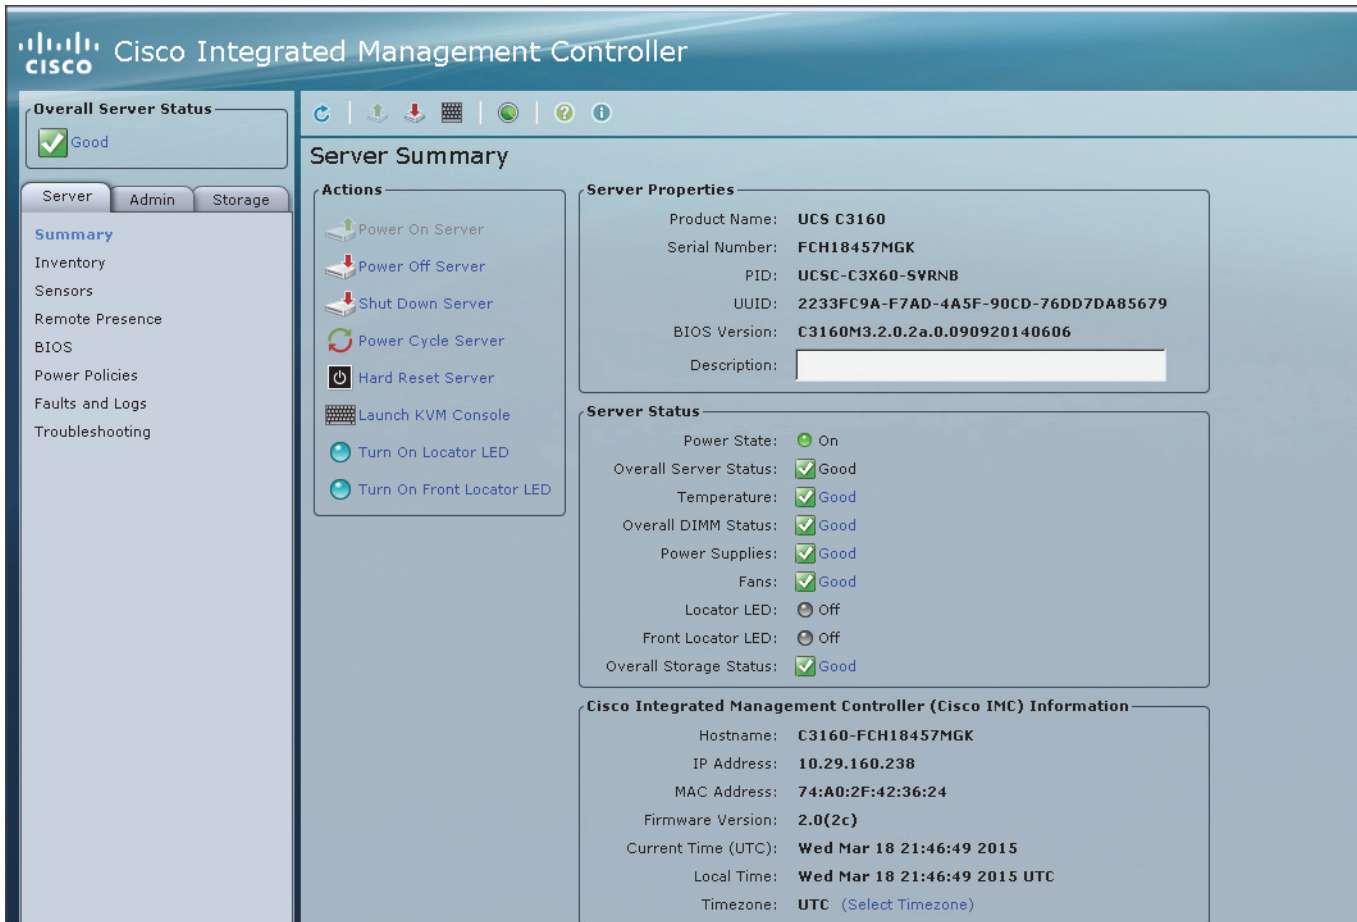 CISCO Cisco Integrated Management Controller
Overall Server Status
Good
Server Admin Storage
Summary
Inventory
Sensors
Remote Presence
BIOS
Power Policies
Faults and Logs
Troubleshooting
Server Summary
Actions
Power On Server
Power Off Server
Shut Down Server
Power Cycle Server
Hard Reset Server
Launch KVM Console
Turn On Locator LED
Turn On Front Locator LED
Server Properties
Product Name: UCS C3160
Serial Number: FCH18457MGK
PID: UCSC-C3X60-SVRNB
UUID: 2233FC9A-F7AD-4A5F-90CD-76DD7DA85679
BIOS Version: C3160M3.2.0.2a.0.090920140606
Description:
Server Status
Power State: On
Overall Server Status: Good
Temperature: Good
Overall DIMM Status: Good
Power Supplies: Good
Fans: Good
Locator LED: Off
Front Locator LED: Off
Overall Storage Status: Good
Cisco Integrated Management Controller (Cisco IMC) Information
Hostname: C3160-FCH18457MGK
IP Address: 10.29.160.238
MAC Address: 74:A0:2F:42:36:24
Firmware Version: 2.0(2c)
Current Time (UTC): Wed Mar 18 21:46:49 2015
Local Time: Wed Mar 18 21:46:49 2015 UTC
Timezone: UTC (Select Timezone)